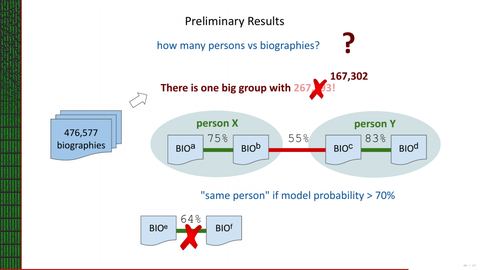 Preliminary Results
how many persons vs biographies?
?
167,302
There is one big group with
person X
person Y
476,577
biographies
75%
55%
83%
BIOa
BIOb
BIOc
BIOd
"same person" if model probability > 70%
64%
BIOe
BIOf